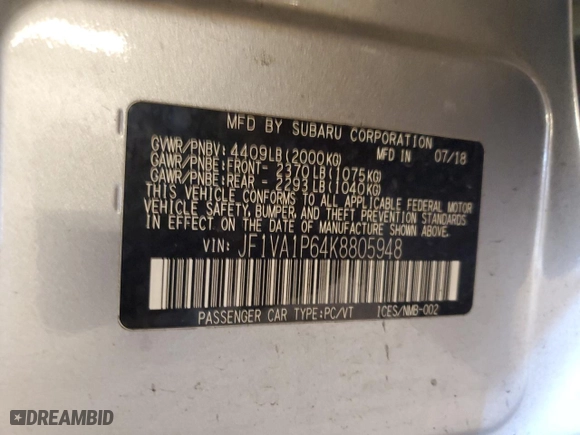 MFD BY SUBARU CORPORATION
GVWR/PNBV: 4409LB(2000KG) MFD IN 07/18
GAWR/PNBE:FRONT- 2370LB(1075KG)
GAWR/PNBE:REAR - 2293LB(1040KG)
THIS VEHICLE CONFORMS TO ALL APPLICABLE FEDERAL MOTOR
VEHICLE SAFETY, BUMPER, AND THEFT PREVENTION STANDARDS
IN EFFECT ON THE DATE OF MANUFACTURE SHOWN ABOVE.
VIN: JF1VA1P64K8805948
PASSENGER CAR TYPE:PC/VT ICES/NMB-002
DREAMBID